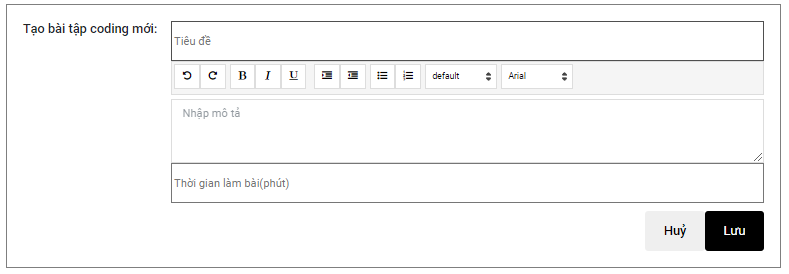 Tạo bài tập coding mới:
Tiêu đề
B I U default Arial
Nhập mô tả
Thời gian làm bài(phút)
Huỷ Lưu